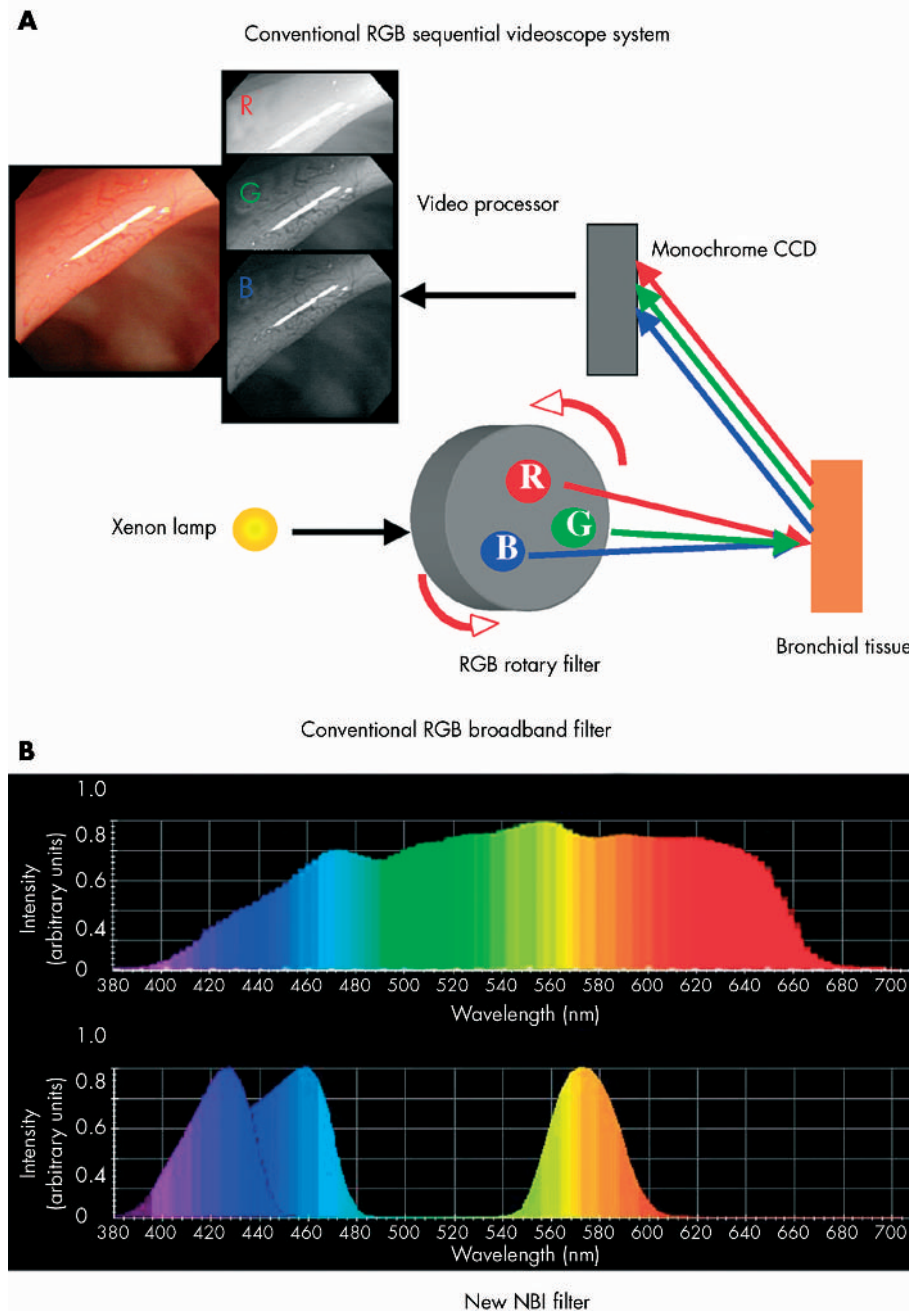 A
Conventional RGB sequential videoscope system
R
G
B
Video processor
Monochrome CCD
Xenon lamp
R
G
B
RGB rotary filter
Bronchial tissue
Conventional RGB broadband filter
B
Intensity
(arbitrary units)
1.0
0.8
0.6
0.4
0
380 400 420 440 460 480 500 520 540 560 580 600 620 640 660 680 700
Wavelength (nm)
Intensity
(arbitrary units)
1.0
0.8
0.6
0.4
0
380 400 420 440 460 480 500 520 540 560 580 600 620 640 660 680 700
Wavelength (nm)
New NBI filter